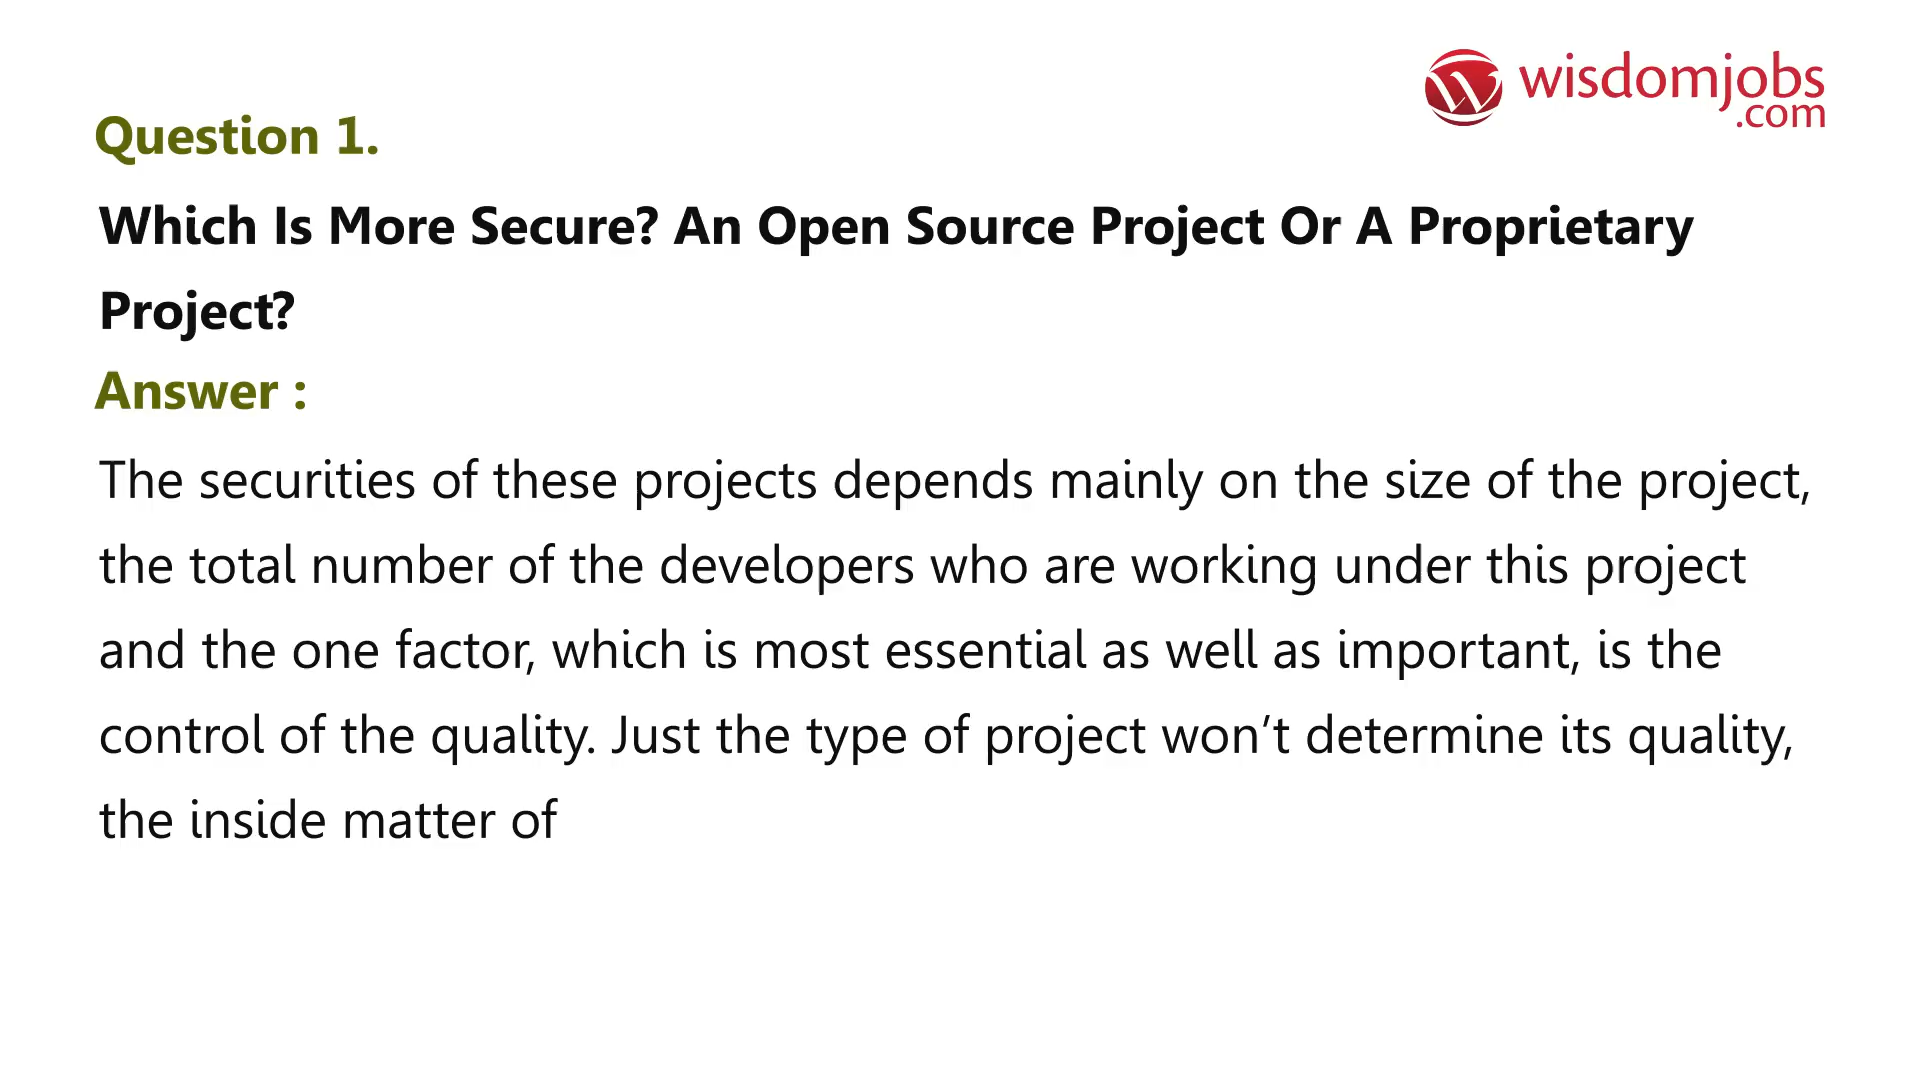 wisdomjobs
.com
Question 1.
Which Is More Secure? An Open Source Project Or A Proprietary
Project?
Answer :
The securities of these projects depends mainly on the size of the project,
the total number of the developers who are working under this project
and the one factor, which is most essential as well as important, is the
control of the quality. Just the type of project won’t determine its quality,
the inside matter of